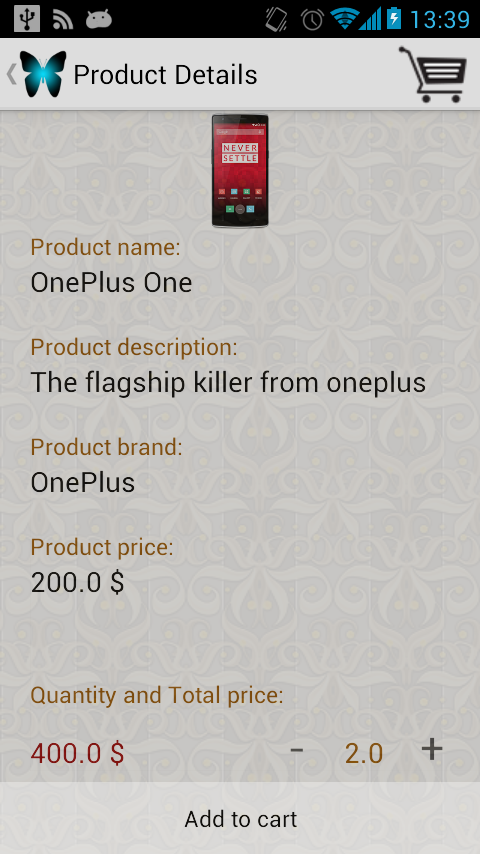 13:39
Product Details
NEVER
SETTLE
Product name:
OnePlus One
Product description:
The flagship killer from oneplus
Product brand:
OnePlus
Product price:
200.0 $
Quantity and Total price:
400.0 $ - 2.0 +
Add to cart